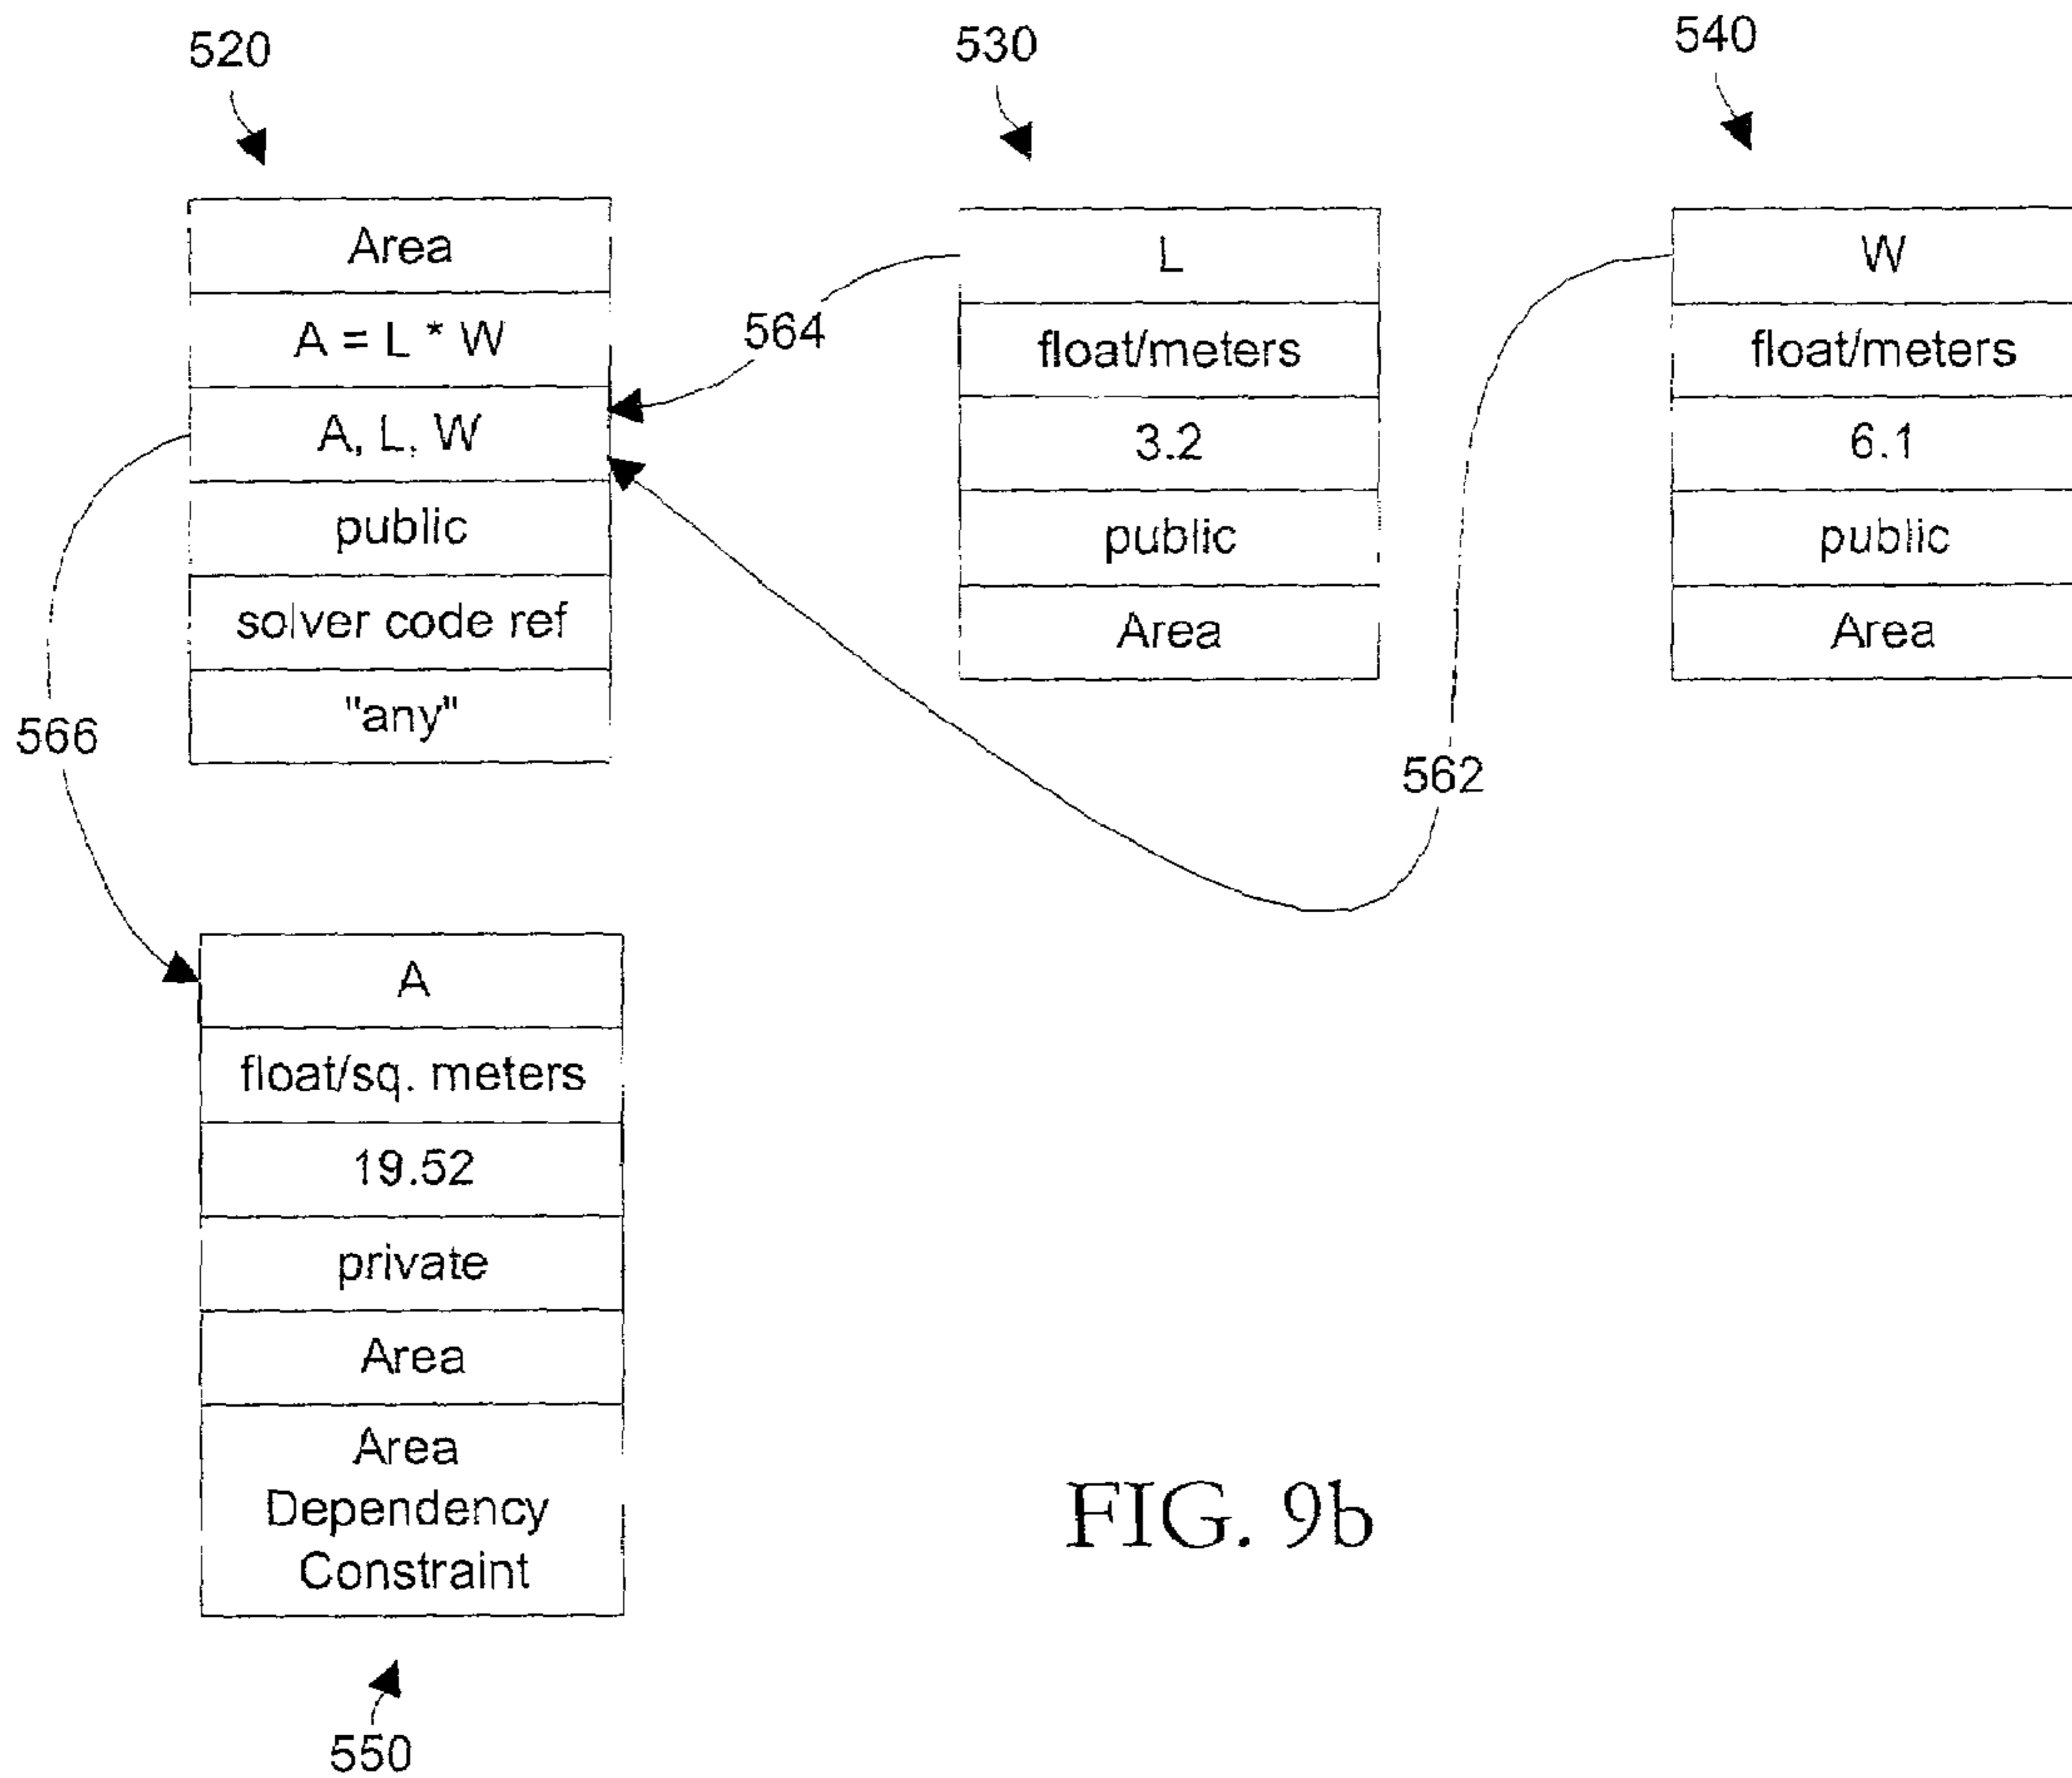 520
530
540
Area
A = L * W
A, L, W
public
solver code ref
"any"
L
float/meters
3.2
public
Area
W
float/meters
6.1
public
Area
564
566
562
A
float/sq. meters
19.52
private
Area
Area
Dependency
Constraint
550
FIG. 9b